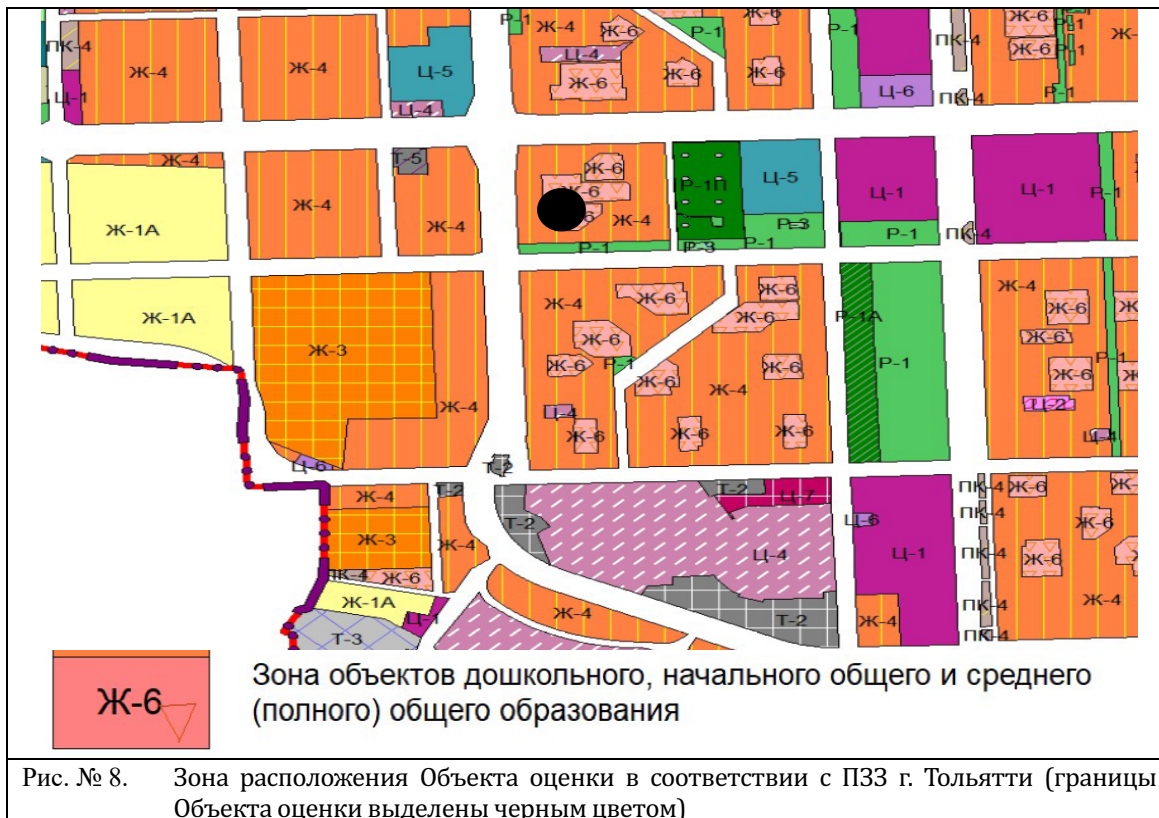 ПК-4 Ж-4 Ж-4 Ц-5 Ж-6 Р-1 Ж-6 ПК-4 Ж-6 Р-1
Ц-4 Ж-6 Р-1 Ж-
Ц-1 Ц-4 Ж-6 Ж-6 Ж-6 Ц-6 ПК-4 Р-1
Ж-4 Т-5 Ж-6
Ж-4 Ж-6 Р-1П Ц-5 Ц-1 Ц-1 Р-1
Ж-1А Ж-4 Ж-4 Р-3 Р-1 ПК-4
Р-1 Р-3 Р-1
Ж-1А Ж-4 Ж-6 Ж-6 Р-1А Ж-4
Ж-3 Ж-6 Ж-6 Ж-6
Ж-6 Р-1 Ж-6 Р-1 Ж-6 Р-1
Ж-4 Ж-6 Ж-4 Ж-6
Ц-4 Ж-6 Ж-6 Ж-6 Ц-2 Ц-4
Ц-6 Т-2
Ж-4 Т-2 Т-2 Ц-7 ПК-4 Ж-6
Ж-3 Ж-4 Т-2 Ц-6 ПК-4 Ж-6
Ц-4 Ц-1 ПК-4 Ж-6
ПК-4 Ж-6
Ж-1А Ц-1 Ж-4 ПК-4 Ж-4
Т-3 Т-2 Ж-4 ПК-4
Ж-6
Зона объектов дошкольного, начального общего и среднего
(полного) общего образования
Рис. № 8. Зона расположения Объекта оценки в соответствии с ПЗЗ г. Тольятти (границы
Объекта оценки выделены черным цветом)